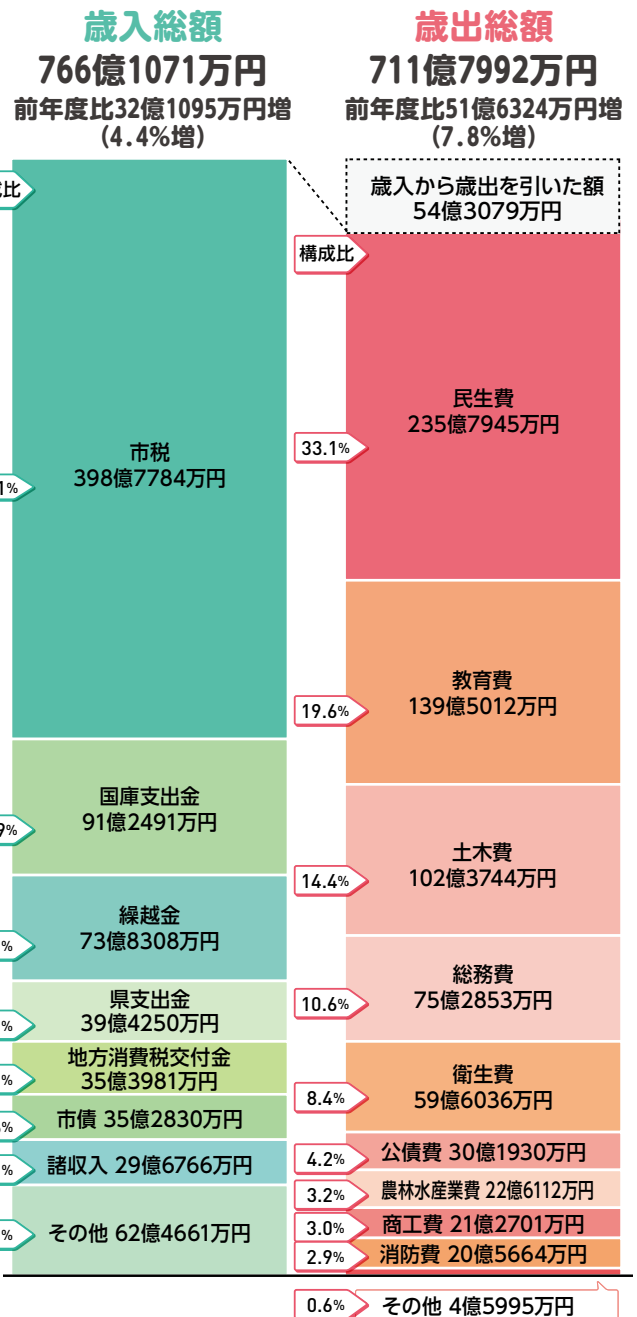 歳入総額
766億1071万円
前年度比32億1095万円増
(4.4%増)
市税
398億7784万円
国庫支出金
91億2491万円
繰越金
73億8308万円
県支出金
39億4250万円
地方消費税交付金
35億3981万円
市債 35億2830万円
諸収入 29億6766万円
その他 62億4661万円
歳出総額
711億7992万円
前年度比51億6324万円増
(7.8%増)
歳入から歳出を引いた額
54億3079万円
構成比
民生費
235億7945万円
33.1%
教育費
139億5012万円
19.6%
土木費
102億3744万円
14.4%
総務費
75億2853万円
10.6%
衛生費
59億6036万円
8.4%
公債費 30億1930万円
4.2%
農林水産業費 22億6112万円
3.2%
商工費 21億2701万円
3.0%
消防費 20億5664万円
2.9%
その他 4億5995万円
0.6%